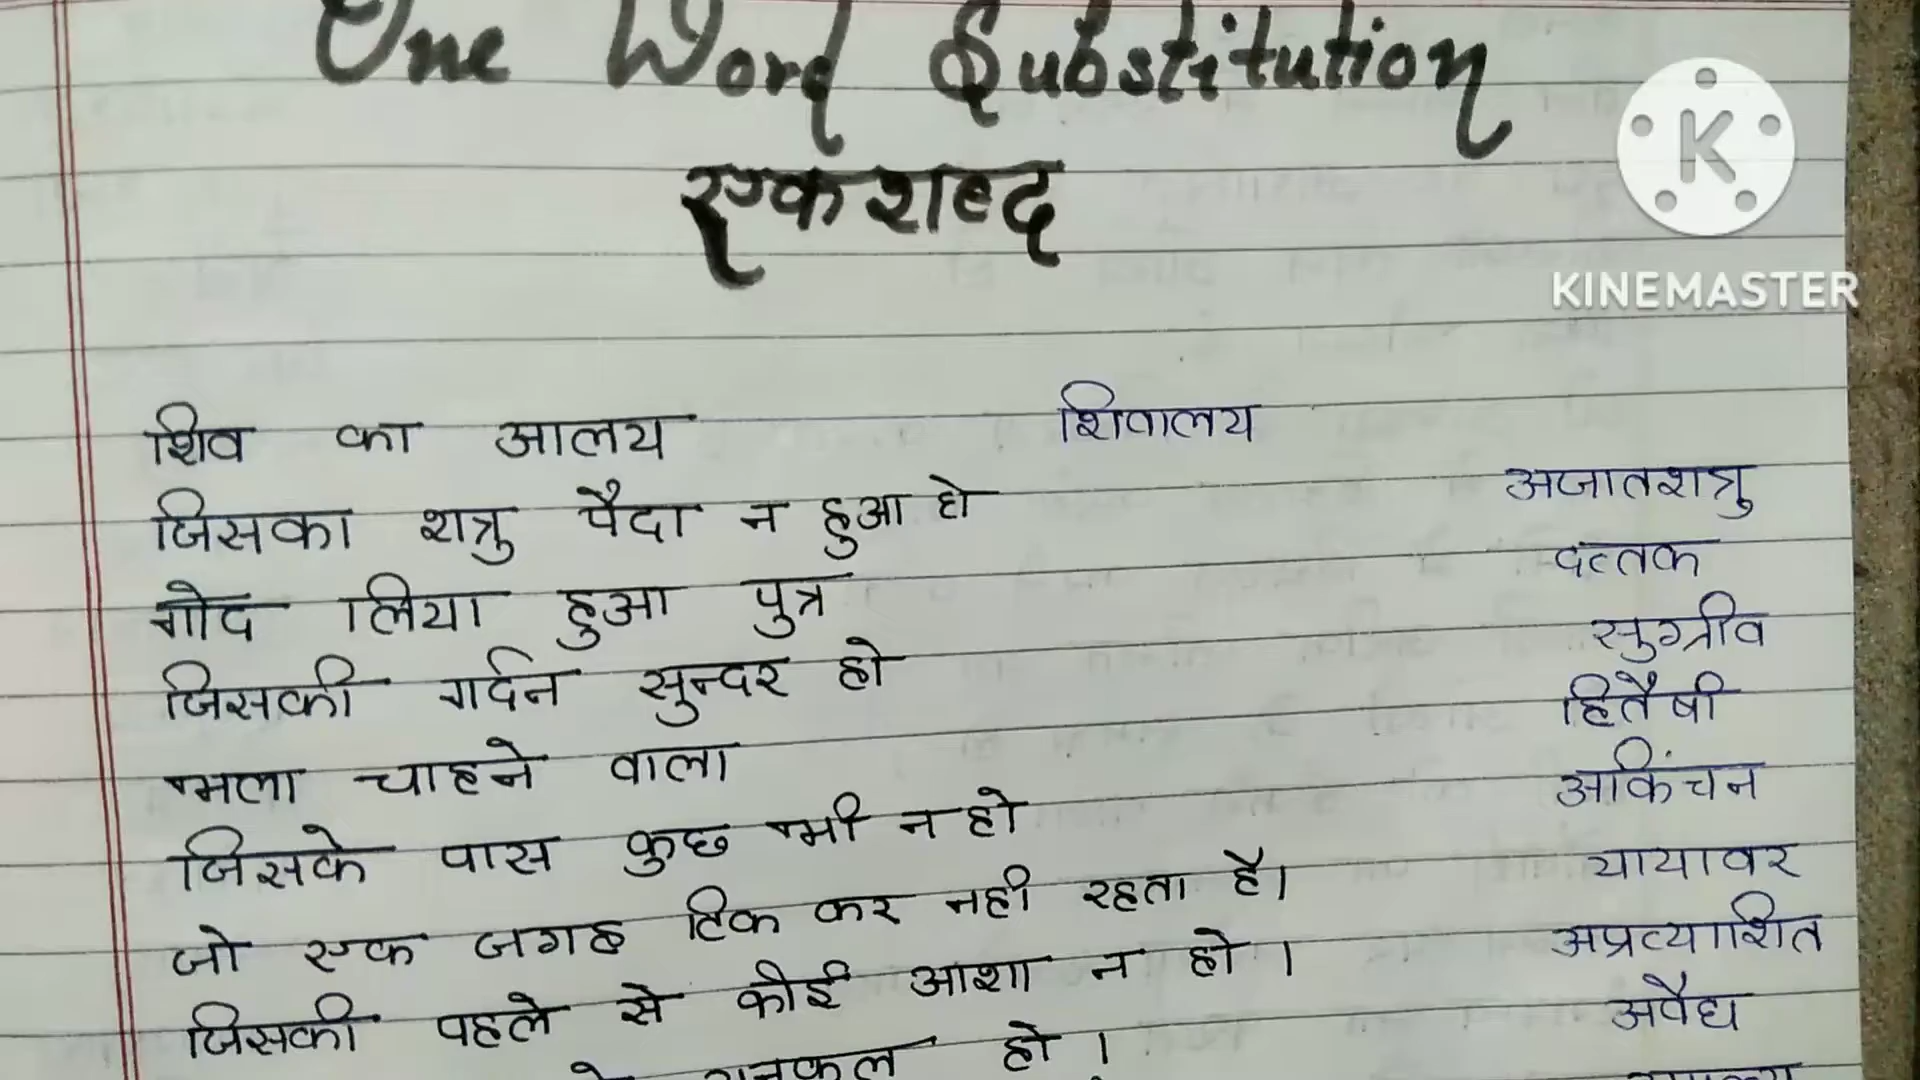 One Word Substitution
एक शब्द
K
KINEMASTER
शिव का आलय शिवालय
जिसका शत्रु पैदा न हुआ हो अजातशत्रु
गोद लिया हुआ पुत्र दत्तक
जिसकी गर्दन सुन्दर हो सुग्रीव
भला चाहने वाला हितैषी
जिसके पास कुछ भी न हो अकिंचन
जो एक जगह टिक कर नही रहता है। यायावर
जिसकी पहले से कोई आशा न हो। अप्रत्याशित
हो। अवैध